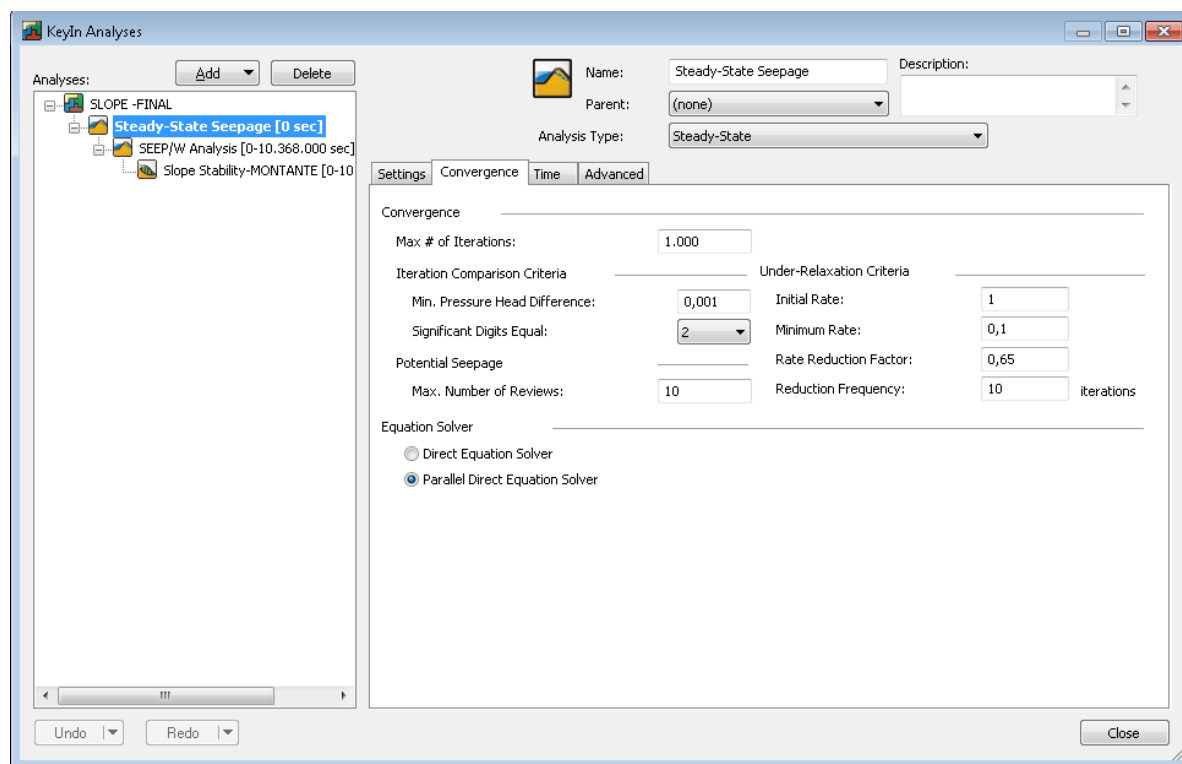 KeyIn Analyses
Analyses:
Add
Delete
SLOPE -FINAL
Steady-State Seepage [0 sec]
SEEP/W Analysis [0-10.368.000 sec]
Slope Stability-MONTANTE [0-10
Name:
Steady-State Seepage
Description:
Parent:
(none)
Analysis Type:
Steady-State
Settings
Convergence
Time
Advanced
Convergence
Max # of Iterations:
1.000
Iteration Comparison Criteria
Under-Relaxation Criteria
Min. Pressure Head Difference:
0,001
Initial Rate:
1
Significant Digits Equal:
2
Minimum Rate:
0,1
Potential Seepage
Rate Reduction Factor:
0,65
Max. Number of Reviews:
10
Reduction Frequency:
10
iterations
Equation Solver
Direct Equation Solver
Parallel Direct Equation Solver
Undo
Redo
Close